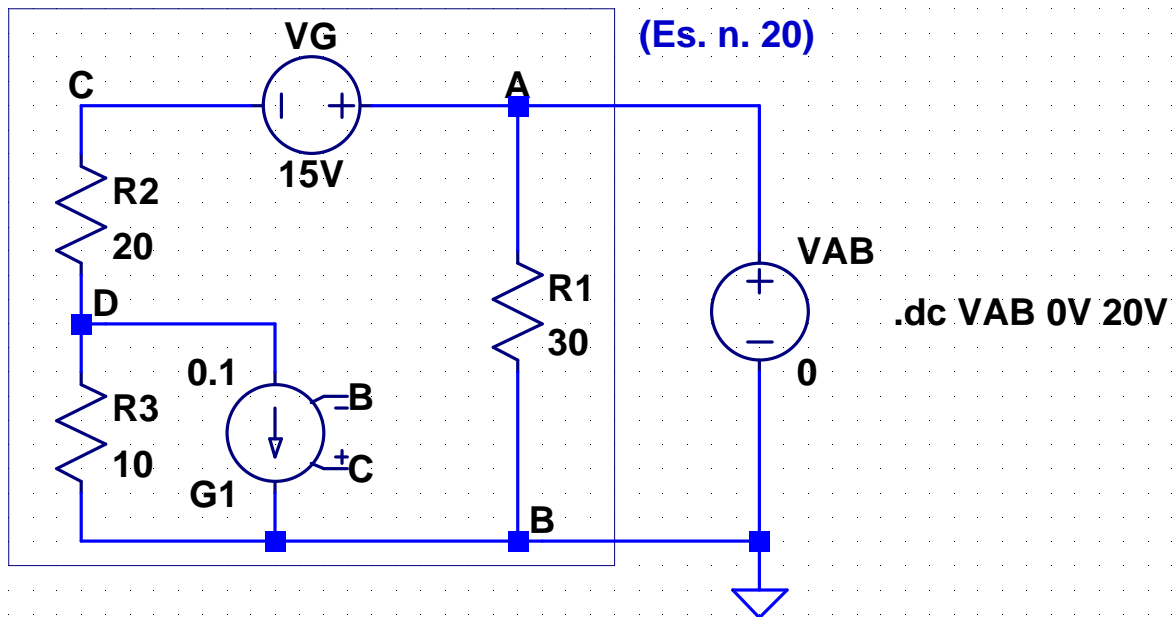 VG
(Es. n. 20)
C
A
15V
R2
20
D
R1
30
VAB
.dc VAB 0V 20V
0
0.1
B
R3
10
C
G1
B